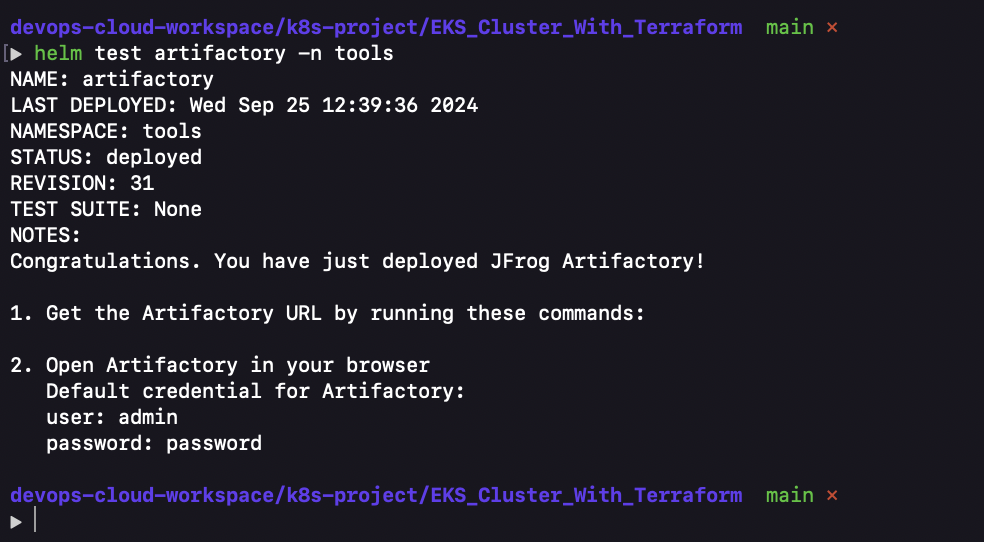 devops-cloud-workspace/k8s-project/EKS_Cluster_With_Terraform main ×
[▶ helm test artifactory -n tools
NAME: artifactory
LAST DEPLOYED: Wed Sep 25 12:39:36 2024
NAMESPACE: tools
STATUS: deployed
REVISION: 31
TEST SUITE: None
NOTES:
Congratulations. You have just deployed JFrog Artifactory!
1. Get the Artifactory URL by running these commands:
2. Open Artifactory in your browser
Default credential for Artifactory:
user: admin
password: password
devops-cloud-workspace/k8s-project/EKS_Cluster_With_Terraform main ×
▶